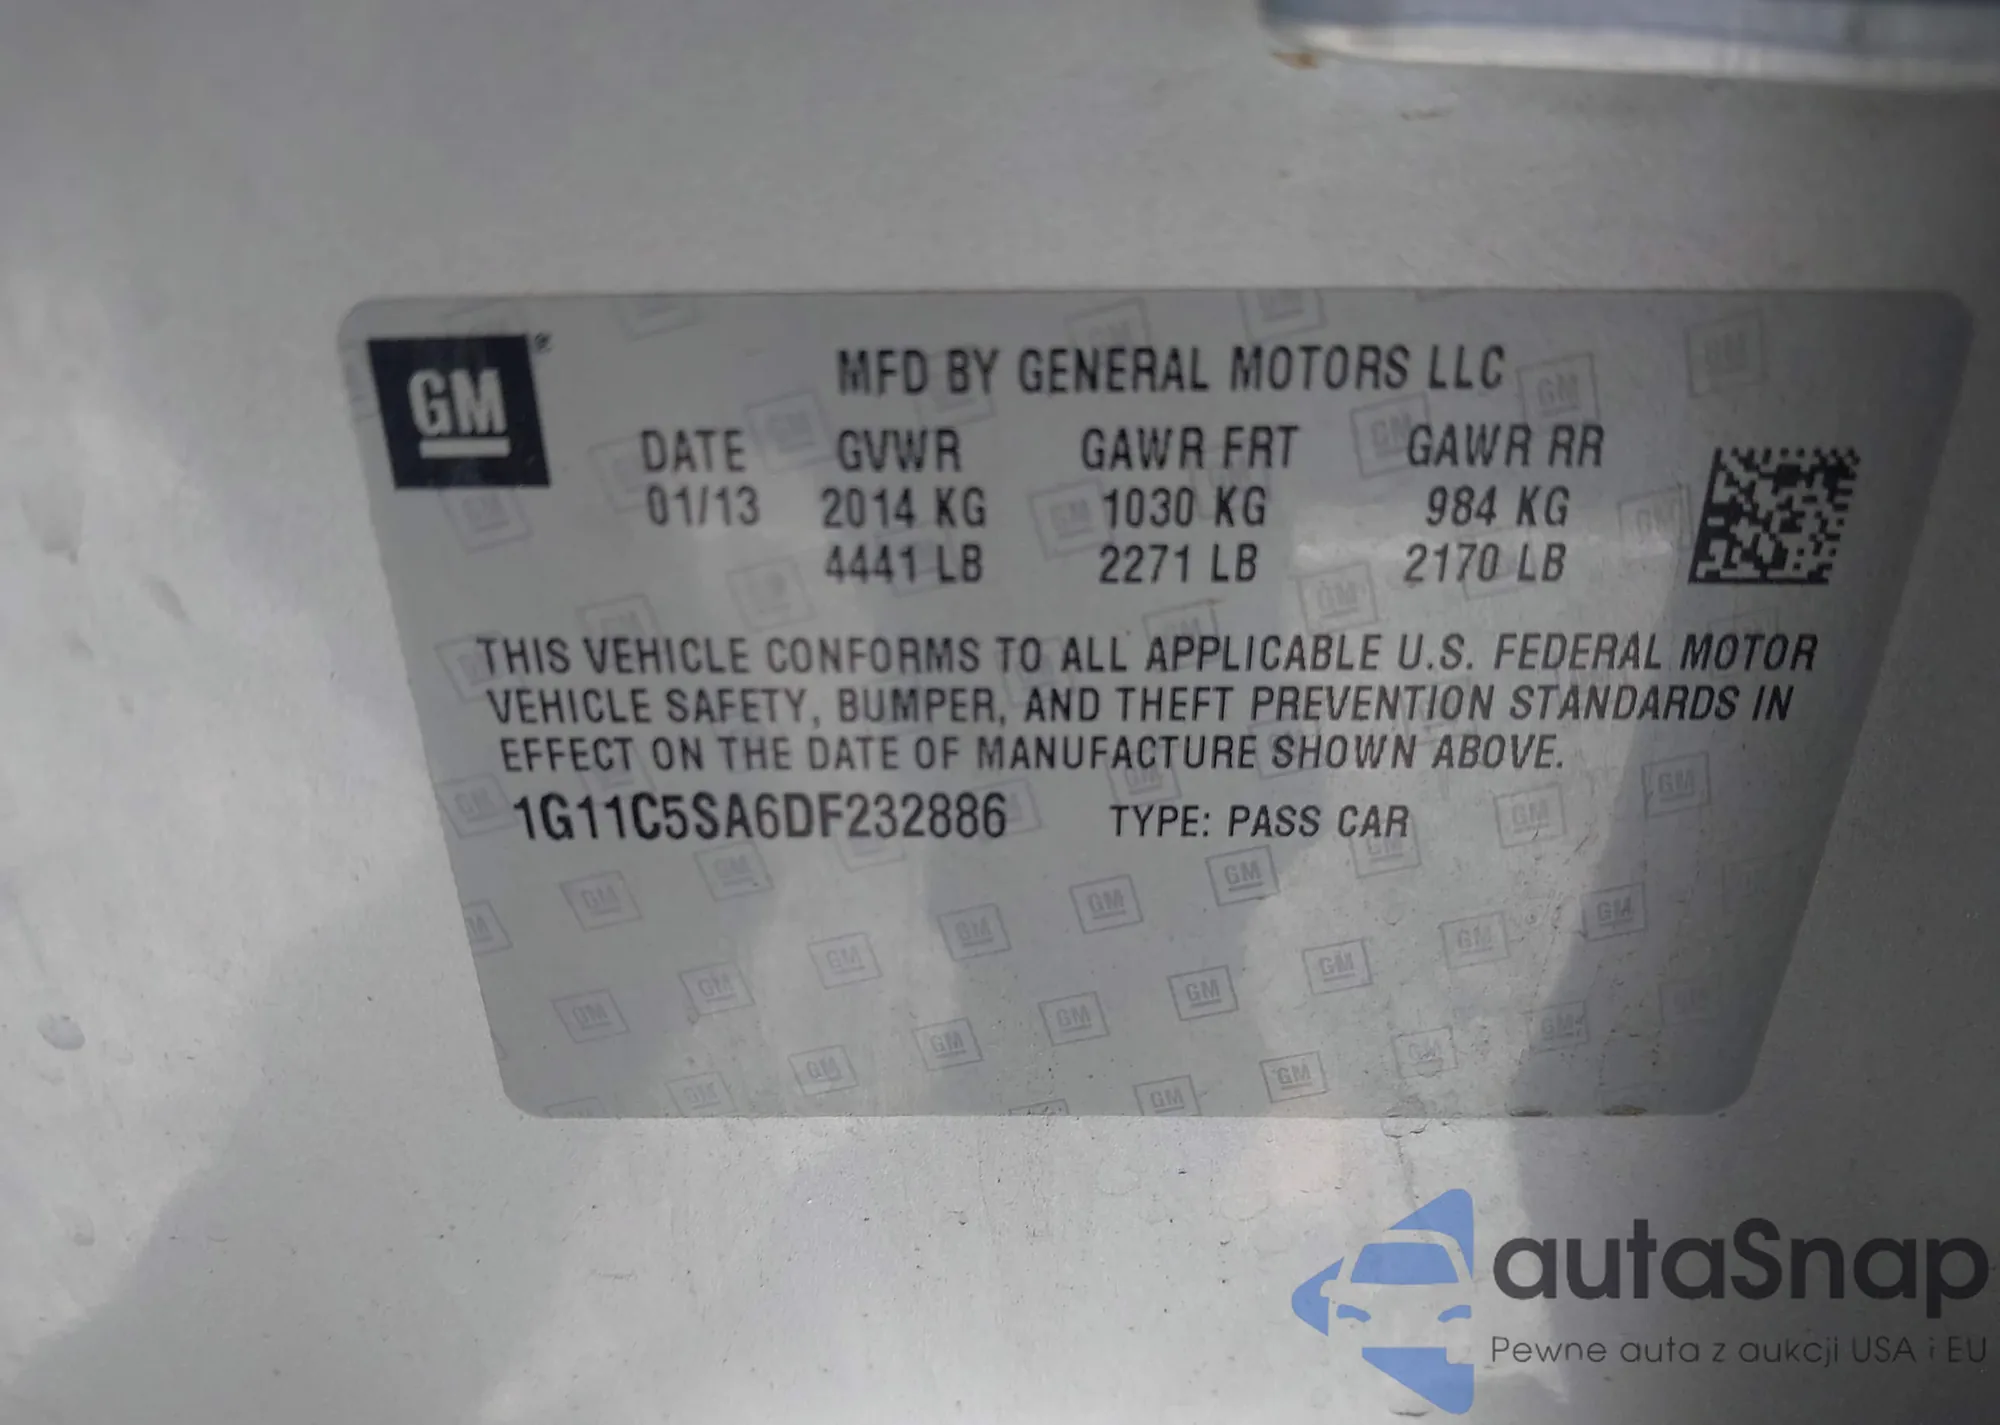 GM
MFD BY GENERAL MOTORS LLC
DATE GVWR GAWR FRT GAWR RR
01/13 2014 KG 1030 KG 984 KG
4441 LB 2271 LB 2170 LB
THIS VEHICLE CONFORMS TO ALL APPLICABLE U.S. FEDERAL MOTOR
VEHICLE SAFETY, BUMPER, AND THEFT PREVENTION STANDARDS IN
EFFECT ON THE DATE OF MANUFACTURE SHOWN ABOVE.
1G11C5SA6DF232886 TYPE: PASS CAR
autaSnap
Pewne auta z aukcji USA i EU